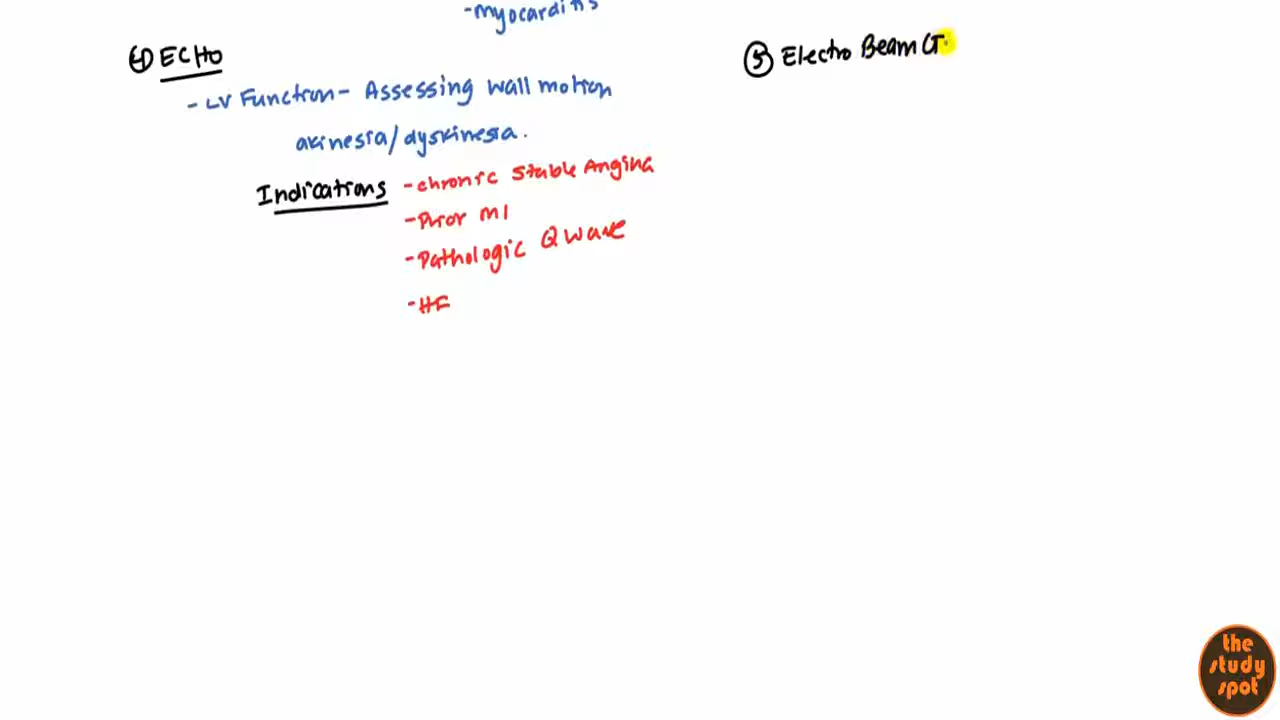 -myocarditis
④ ECHO
- LV Function - Assessing wall motion
akinesia/dyskinesia.
Indications - chronic Stable Angina
- Prior MI
- Pathologic Q wave
- HF
⑤ Electro Beam CT
the
study
spot